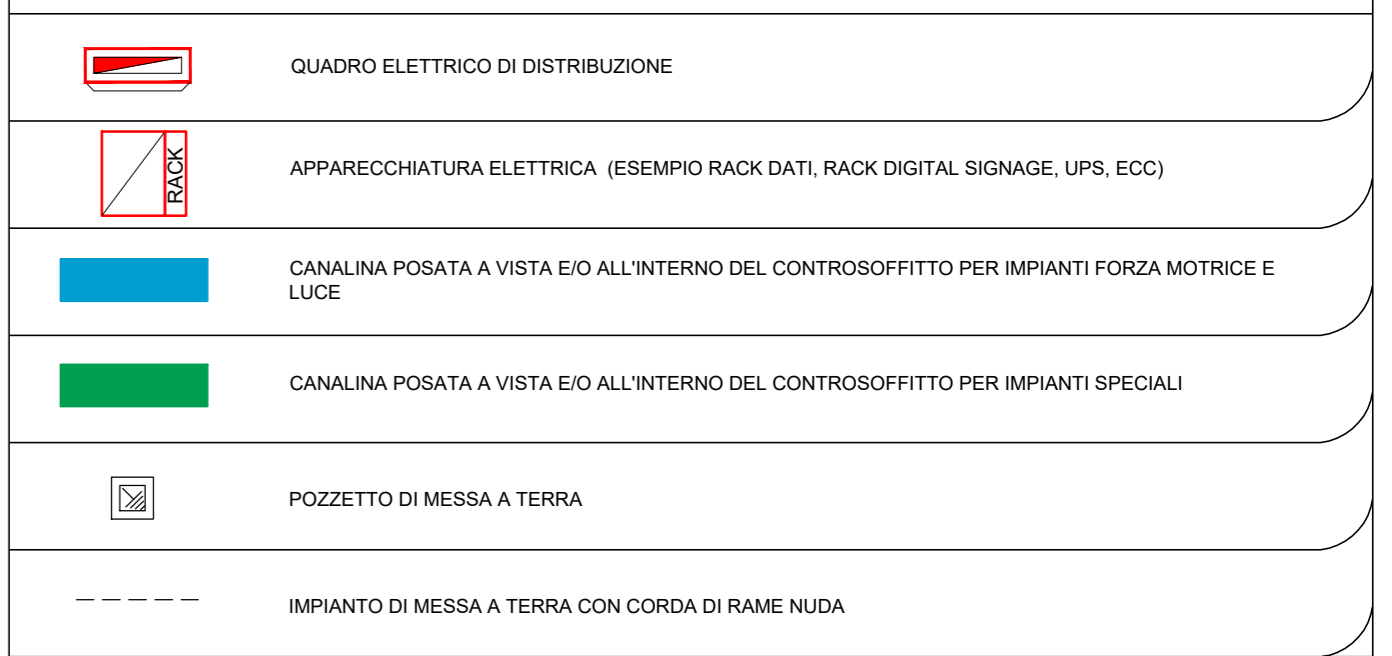 QUADRO ELETTRICO DI DISTRIBUZIONE
RACK
APPARECCHIATURA ELETTRICA (ESEMPIO RACK DATI, RACK DIGITAL SIGNAGE, UPS, ECC)
CANALINA POSATA A VISTA E/O ALL'INTERNO DEL CONTROSOFFITTO PER IMPIANTI FORZA MOTRICE E
LUCE
CANALINA POSATA A VISTA E/O ALL'INTERNO DEL CONTROSOFFITTO PER IMPIANTI SPECIALI
POZZETTO DI MESSA A TERRA
IMPIANTO DI MESSA A TERRA CON CORDA DI RAME NUDA